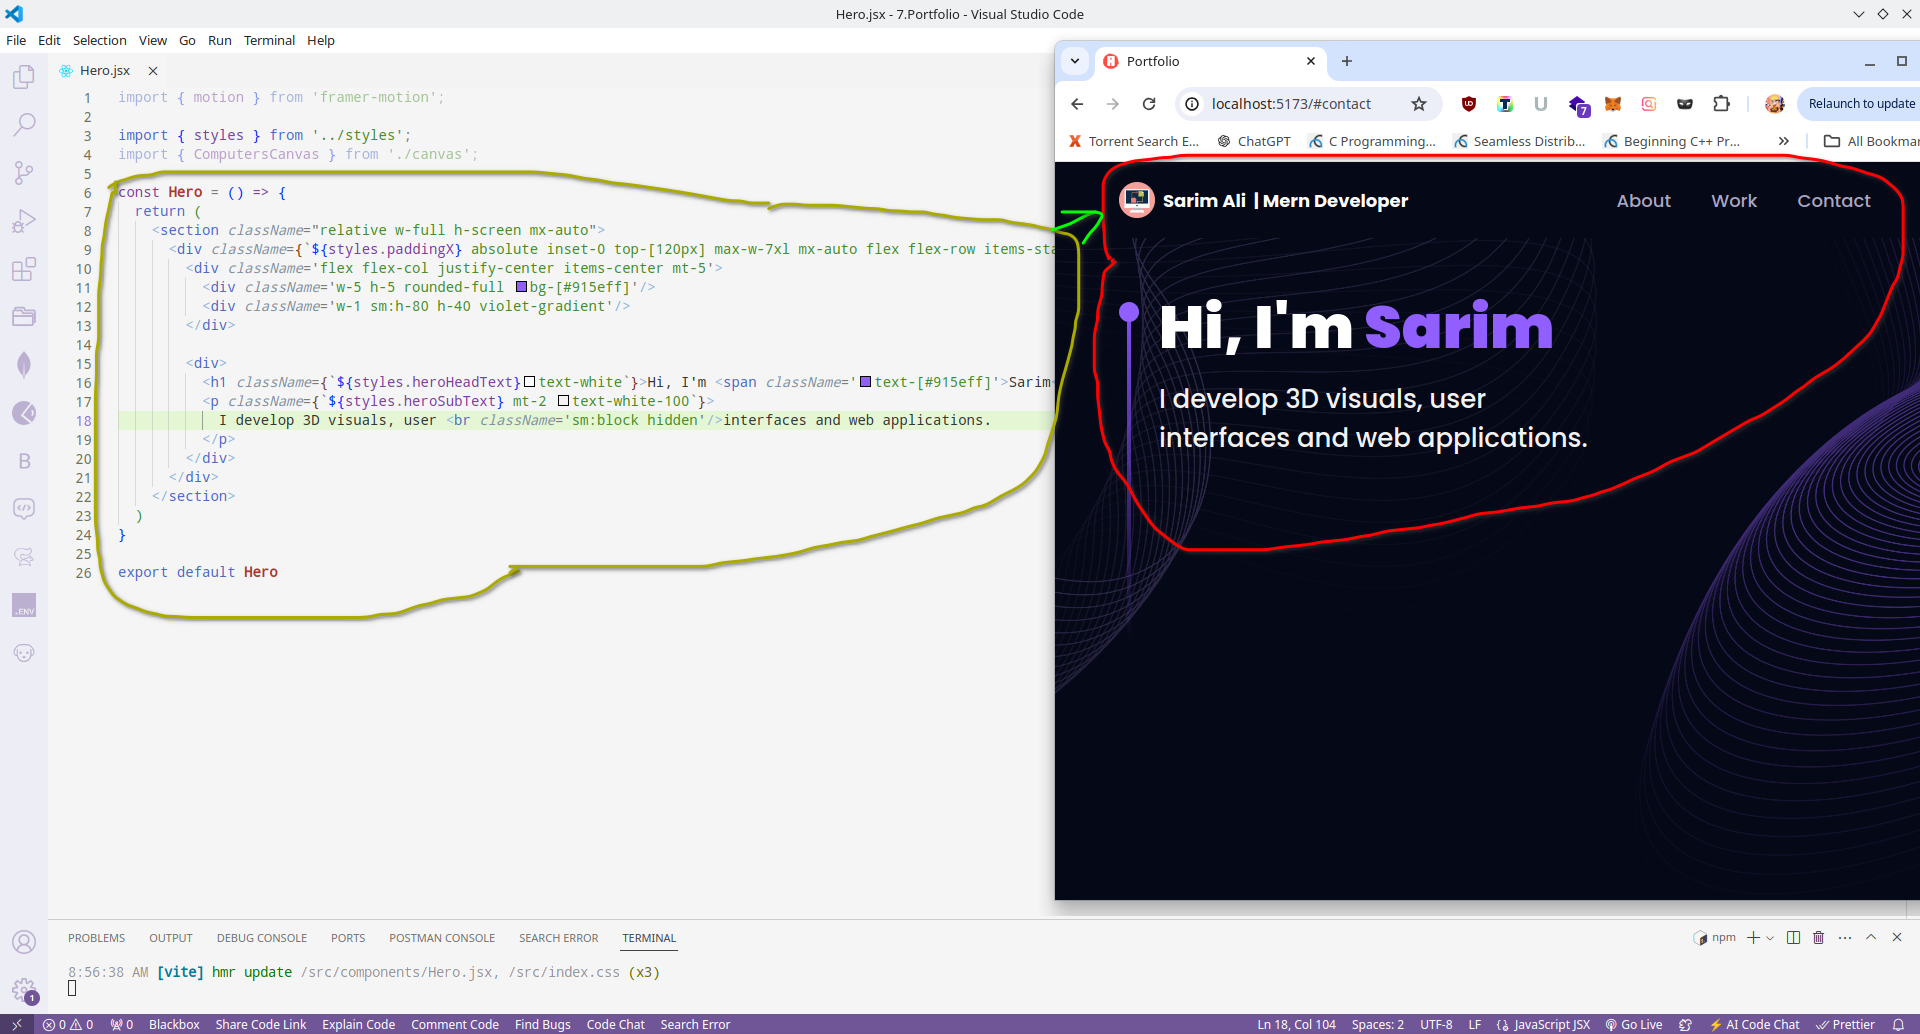 Hero.jsx - 7.Portfolio - Visual Studio Code
File Edit Selection View Go Run Terminal Help
Hero.jsx
1 import { motion } from 'framer-motion';
2
3 import { styles } from '../styles';
4 import { ComputersCanvas } from './canvas';
5
6 const Hero = () => {
7 return (
8 <section className="relative w-full h-screen mx-auto">
9 <div className={`${styles.paddingX} absolute inset-0 top-[120px] max-w-7xl mx-auto flex flex-row items-sta
10 <div className='flex flex-col justify-center items-center mt-5'>
11 <div className='w-5 h-5 rounded-full bg-[#915eff]'/>
12 <div className='w-1 sm:h-80 h-40 violet-gradient'/>
13 </div>
14
15 <div>
16 <h1 className={`${styles.heroHeadText} text-white`}>Hi, I'm <span className='text-[#915eff]'>Sarim
17 <p className={`${styles.heroSubText} mt-2 text-white-100`}>
18 I develop 3D visuals, user <br className='sm:block hidden'/>interfaces and web applications.
19 </p>
20 </div>
21 </div>
22 </section>
23 )
24 }
25
26 export default Hero
Portfolio
localhost:5173/#contact
UD
T
U
7
Relaunch to update
Torrent Search E... ChatGPT C Programming... Seamless Distrib... Beginning C++ Pr... » All Bookmar
Sarim Ali | Mern Developer
About Work Contact
Hi, I'm Sarim
I develop 3D visuals, user
interfaces and web applications.
B
.ENV
1
PROBLEMS OUTPUT DEBUG CONSOLE PORTS POSTMAN CONSOLE SEARCH ERROR TERMINAL
npm
8:56:38 AM [vite] hmr update /src/components/Hero.jsx, /src/index.css (x3)
0 0 0 Blackbox Share Code Link Explain Code Comment Code Find Bugs Code Chat Search Error
Ln 18, Col 104 Spaces: 2 UTF-8 LF JavaScript JSX Go Live AI Code Chat Prettier